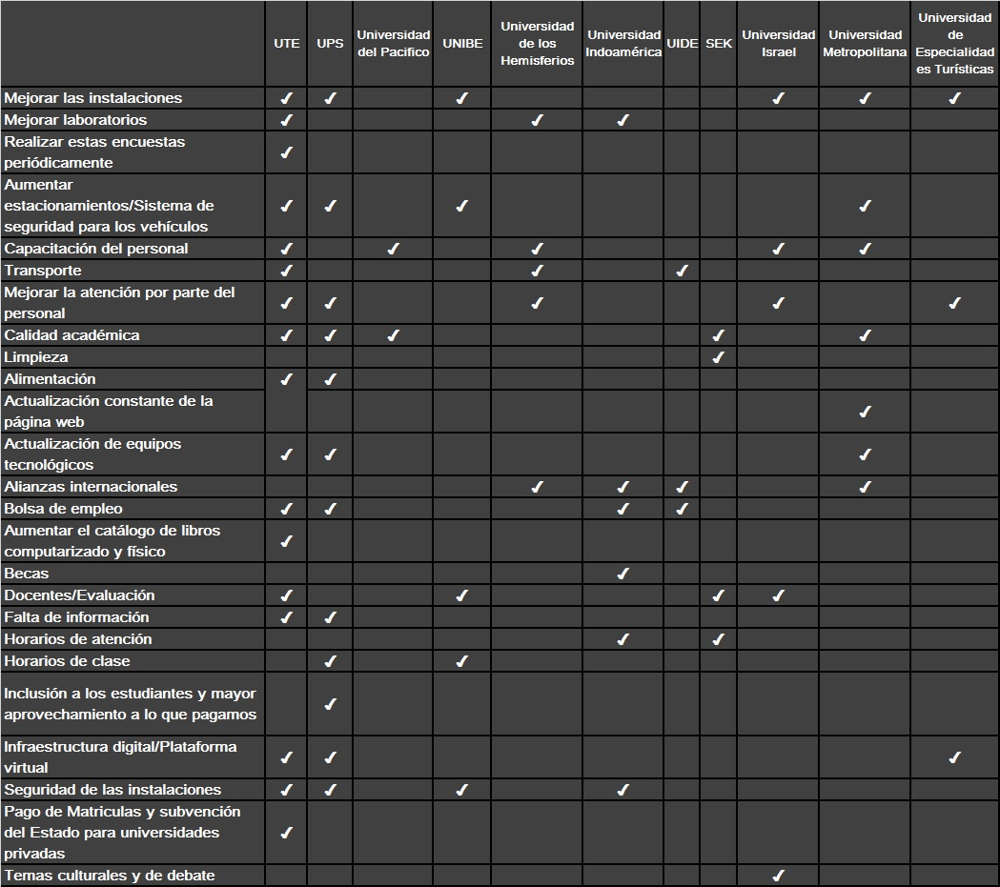 UTE UPS Universidad del Pacifico UNIBE Universidad de los Hemisferios Universidad Indoamérica UIDE SEK Universidad Israel Universidad Metropolitana Universidad de Especialidad es Turísticas
Mejorar las instalaciones ✔ ✔ ✔ ✔ ✔ ✔
Mejorar laboratorios ✔ ✔ ✔
Realizar estas encuestas
periódicamente ✔
Aumentar
estacionamientos/Sistema de ✔ ✔ ✔ ✔
seguridad para los vehículos
Capacitación del personal ✔ ✔ ✔ ✔ ✔
Transporte ✔ ✔ ✔
Mejorar la atención por parte del
personal ✔ ✔ ✔ ✔ ✔
Calidad académica ✔ ✔ ✔ ✔ ✔
Limpieza ✔
Alimentación ✔ ✔
Actualización constante de la
página web ✔
Actualización de equipos
tecnológicos ✔ ✔ ✔
Alianzas internacionales ✔ ✔ ✔ ✔
Bolsa de empleo ✔ ✔ ✔ ✔
Aumentar el catálogo de libros
computarizado y físico ✔
Becas ✔
Docentes/Evaluación ✔ ✔ ✔ ✔
Falta de información ✔ ✔
Horarios de atención ✔ ✔
Horarios de clase ✔ ✔
Inclusión a los estudiantes y mayor
aprovechamiento a lo que pagamos ✔
Infraestructura digital/Plataforma
virtual ✔ ✔ ✔
Seguridad de las instalaciones ✔ ✔ ✔ ✔
Pago de Matriculas y subvención
del Estado para universidades ✔
privadas
Temas culturales y de debate ✔